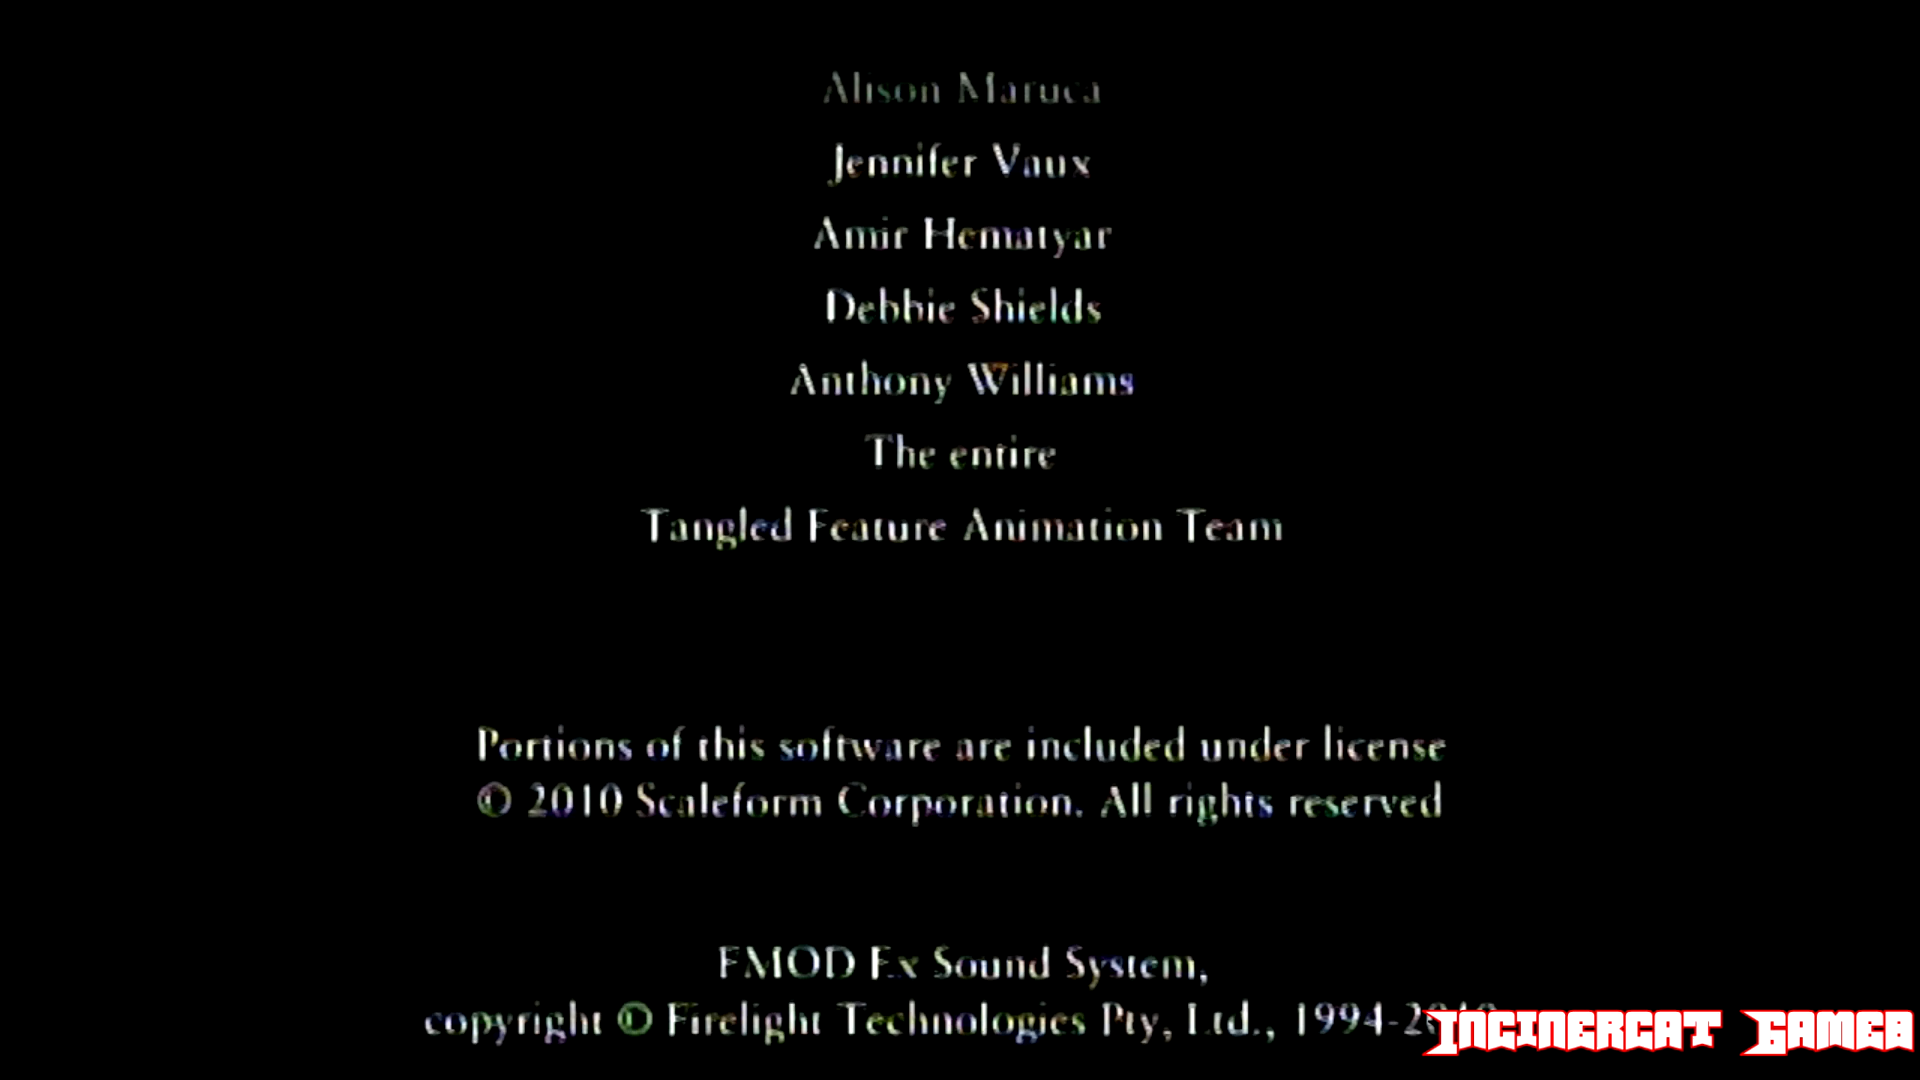 Alison Maruca
Jennifer Vaux
Amir Hematyar
Debbie Shields
Anthony Williams
The entire
Tangled Feature Animation Team
Portions of this software are included under license
© 2010 Scaleform Corporation. All rights reserved
FMOD Ex Sound System,
copyright © Firelight Technologies Pty, Ltd., 1994-2010
Incinercat Games